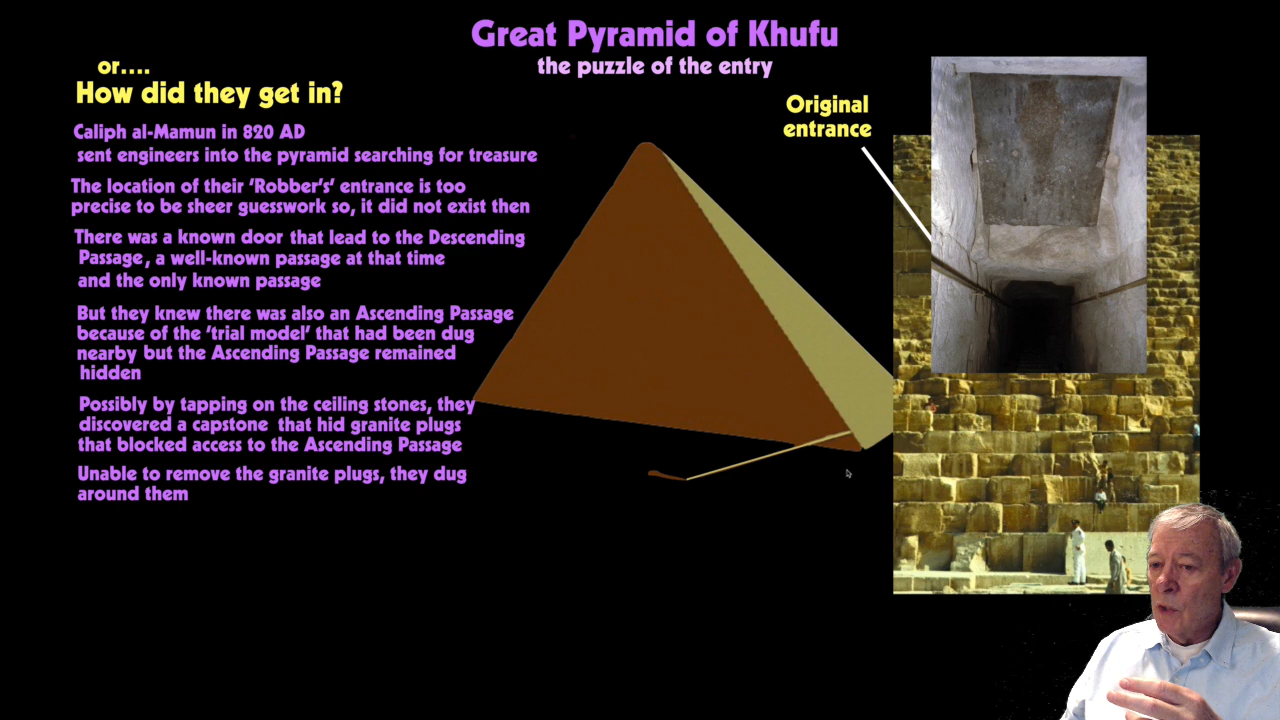 Great Pyramid of Khufu
the puzzle of the entry
or....
How did they get in?
Caliph al-Mamun in 820 AD
sent engineers into the pyramid searching for treasure
The location of their 'Robber's' entrance is too
precise to be sheer guesswork so, it did not exist then
There was a known door that lead to the Descending
Passage, a well-known passage at that time
and the only known passage
But they knew there was also an Ascending Passage
because of the 'trial model' that had been dug
nearby but the Ascending Passage remained
hidden
Possibly by tapping on the ceiling stones, they
discovered a capstone that hid granite plugs
that blocked access to the Ascending Passage
Unable to remove the granite plugs, they dug
around them
Original
entrance